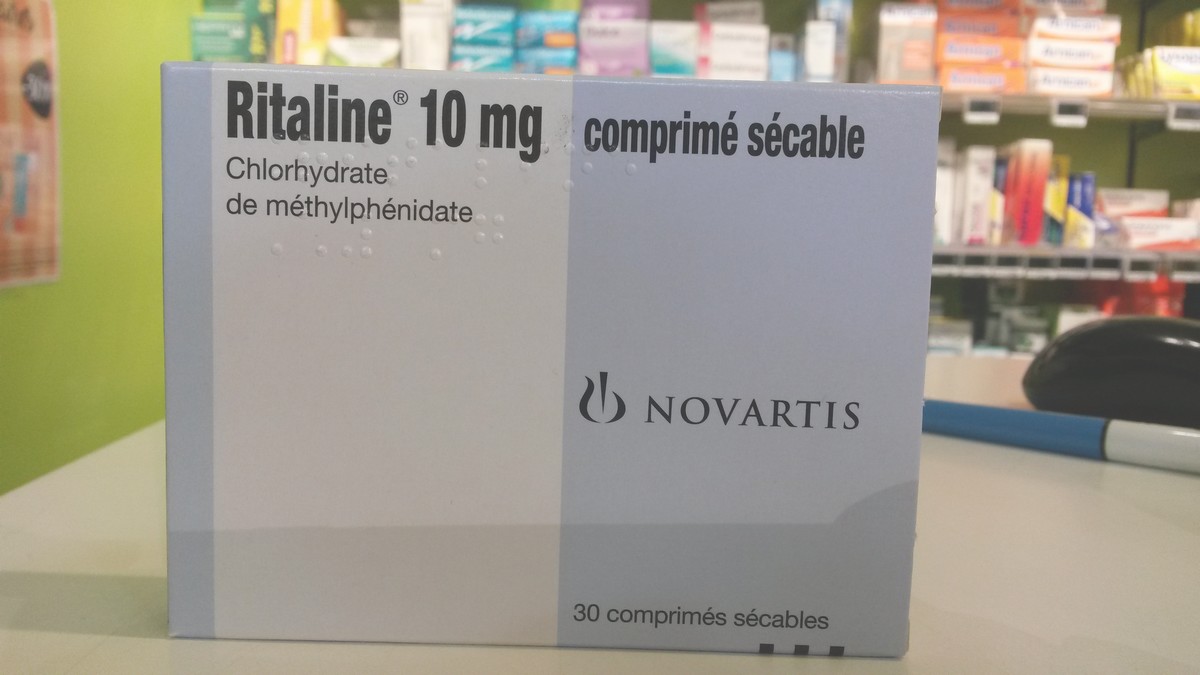 Ritaline® 10 mg comprimé sécable
Chlorhydrate
de méthylphénidate
NOVARTIS
30 comprimés sécables